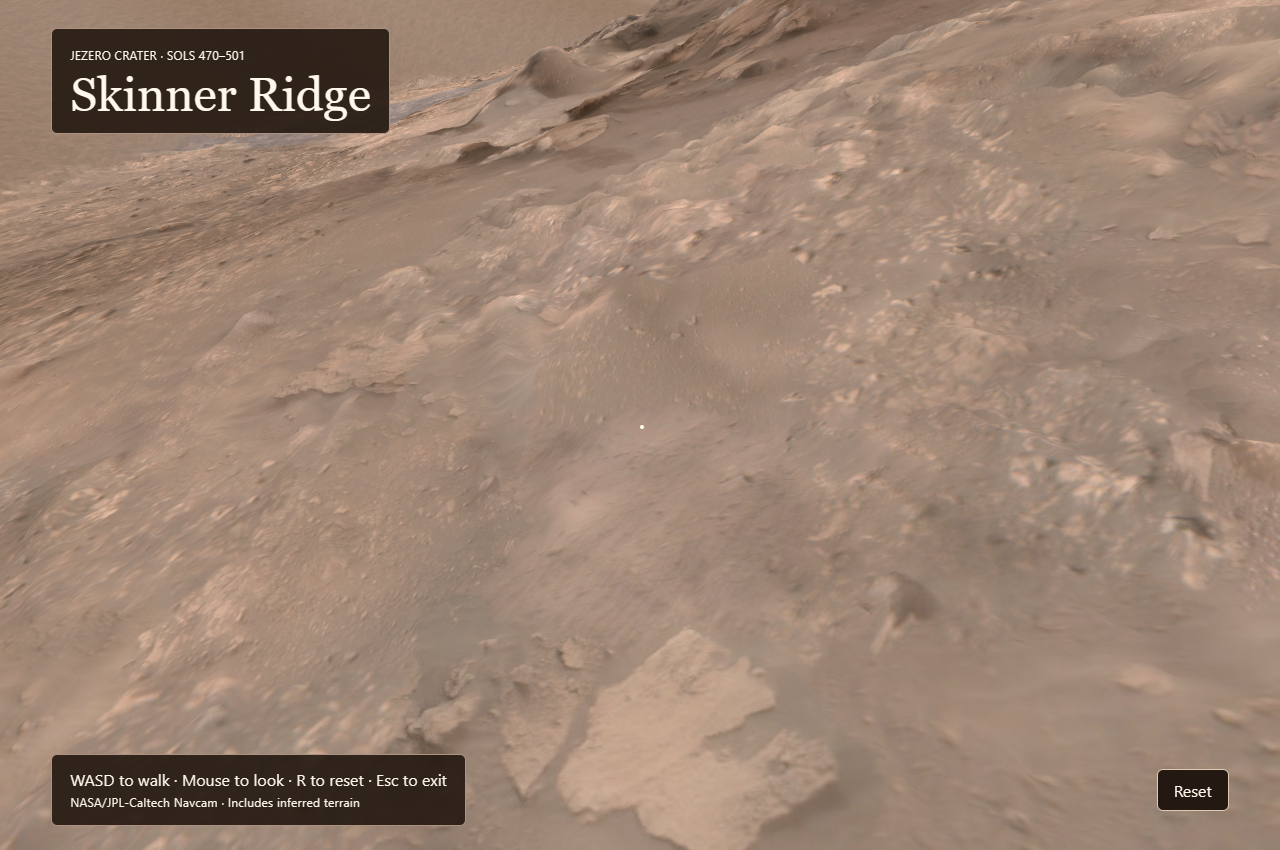 JEZERO CRATER · SOLS 470–501
Skinner Ridge
WASD to walk · Mouse to look · R to reset · Esc to exit
NASA/JPL-Caltech Navcam · Includes inferred terrain
Reset